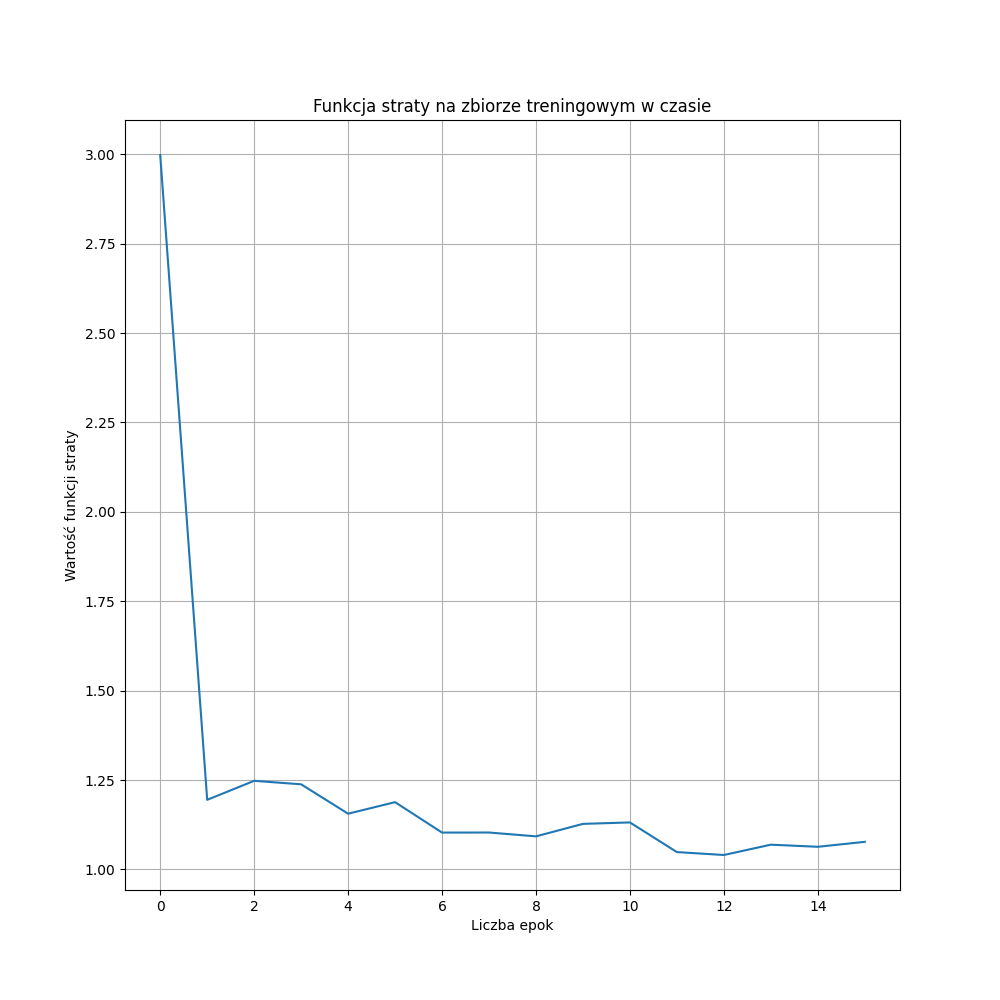 Funkcja straty na zbiorze treningowym w czasie
3.00
2.75
2.50
2.25
2.00
1.75
1.50
1.25
1.00
Wartość funkcji straty
0 2 4 6 8 10 12 14
Liczba epok